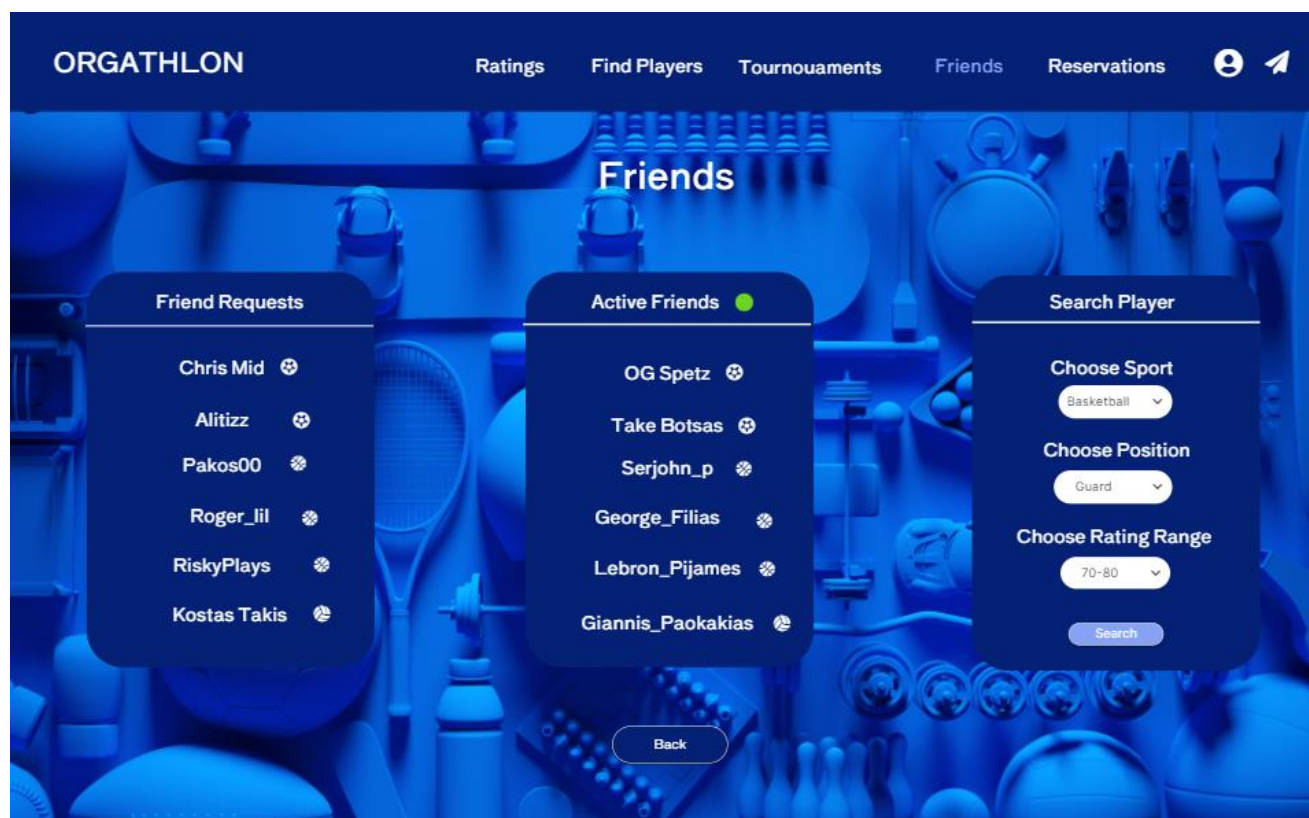 ORGATHLON
Ratings
Find Players
Tournouaments
Friends
Reservations
Friends
Friend Requests
Chris Mid
Alitizz
Pakos00
Roger_lil
RiskyPlays
Kostas Takis
Active Friends
OG Spetz
Take Botsas
Serjohn_p
George_Filias
Lebron_Pijames
Giannis_Paokakias
Search Player
Choose Sport
Basketball
Choose Position
Guard
Choose Rating Range
70-80
Search
Back